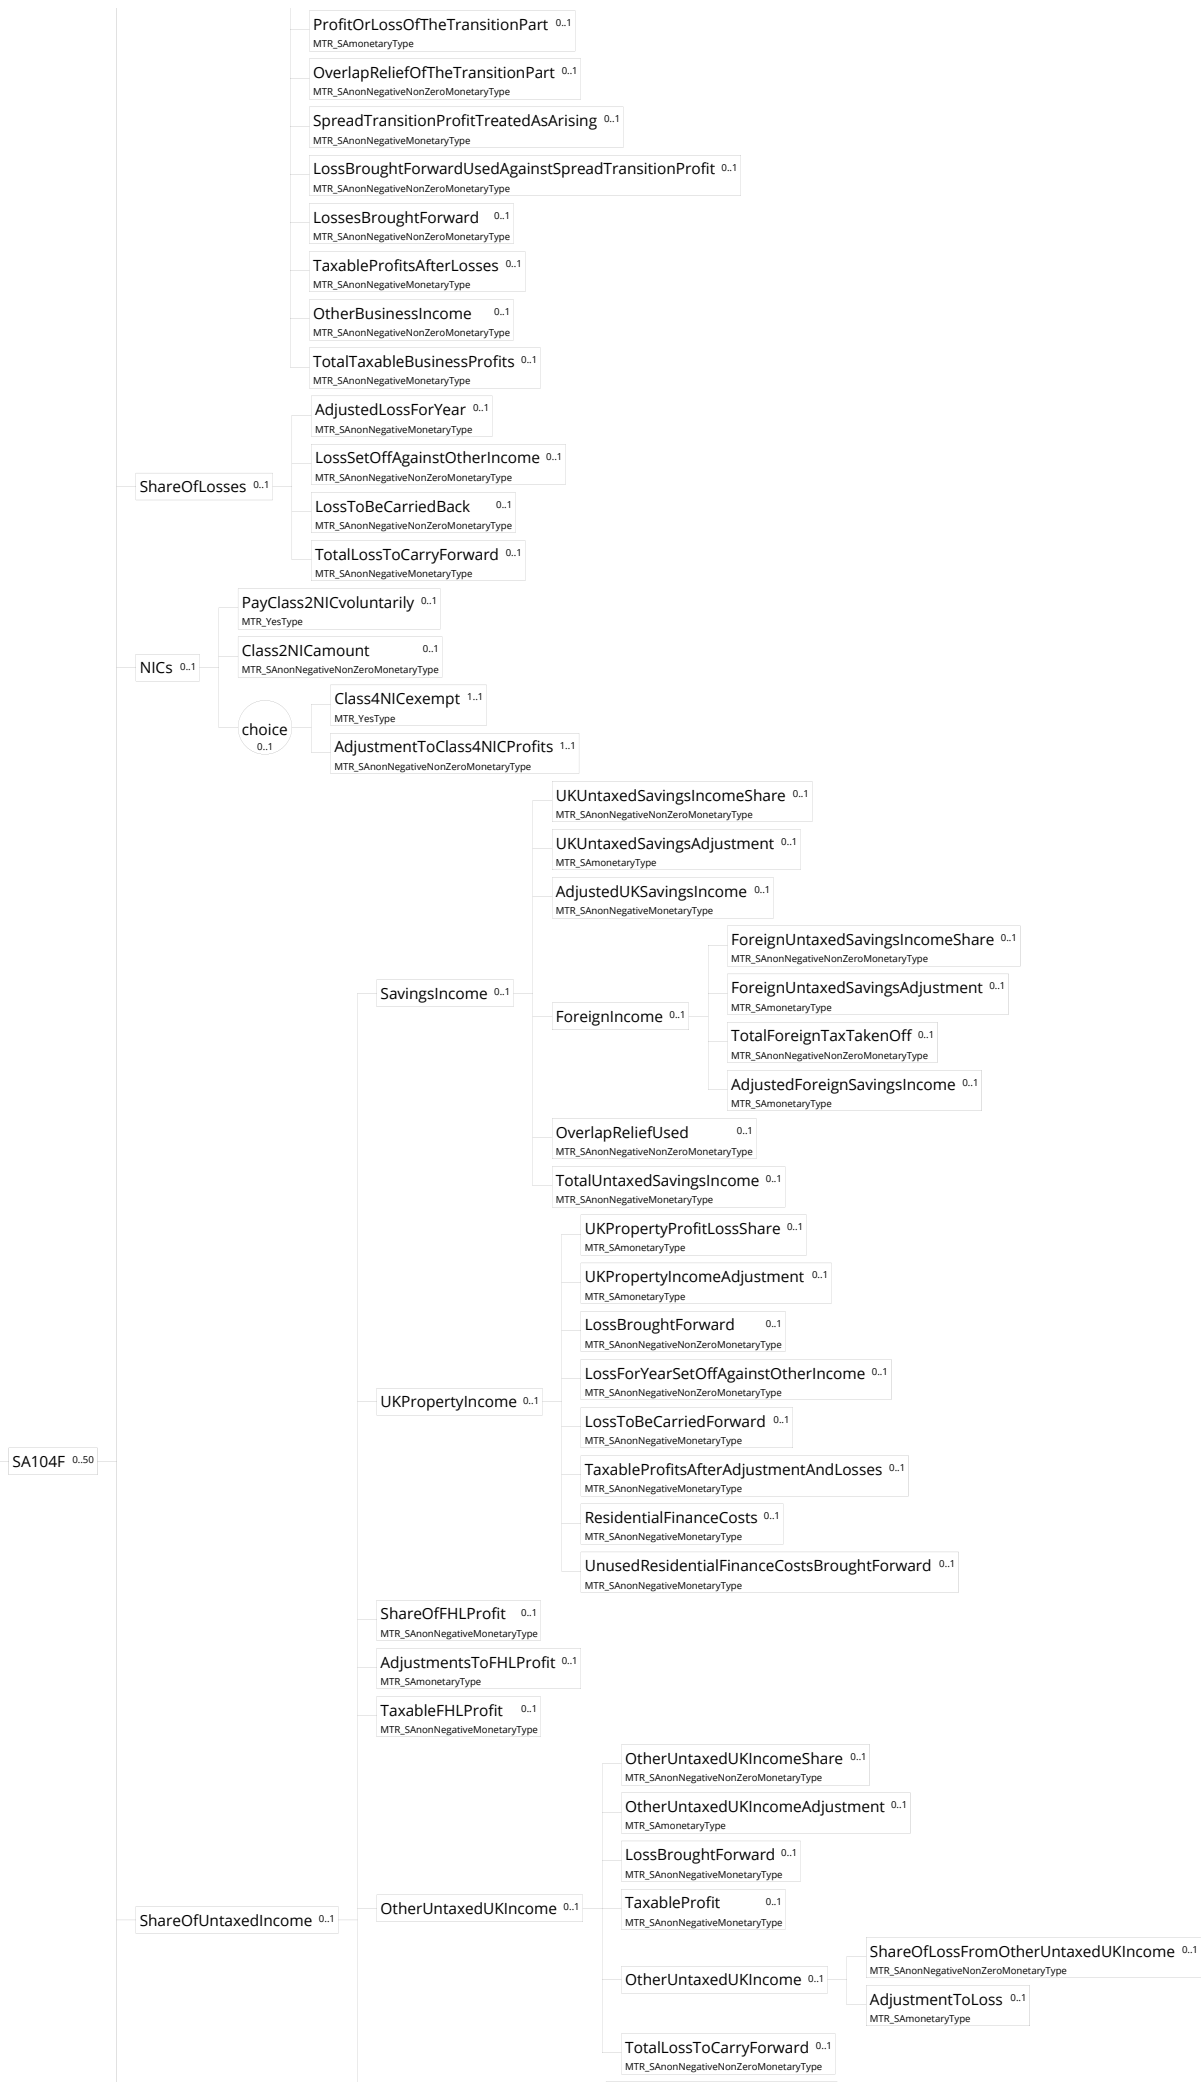 ProfitOrLossOfTheTransitionPart 0..1
MTR_SAmonetaryType
OverlapReliefOfTheTransitionPart 0..1
MTR_SAnonNegativeNonZeroMonetaryType
SpreadTransitionProfitTreatedAsArising 0..1
MTR_SAnonNegativeMonetaryType
LossBroughtForwardUsedAgainstSpreadTransitionProfit 0..1
MTR_SAnonNegativeNonZeroMonetaryType
LossesBroughtForward 0..1
MTR_SAnonNegativeNonZeroMonetaryType
TaxableProfitsAfterLosses 0..1
MTR_SAnonNegativeMonetaryType
OtherBusinessIncome 0..1
MTR_SAnonNegativeNonZeroMonetaryType
TotalTaxableBusinessProfits 0..1
MTR_SAnonNegativeMonetaryType
AdjustedLossForYear 0..1
MTR_SAnonNegativeMonetaryType
LossSetOffAgainstOtherIncome 0..1
MTR_SAnonNegativeNonZeroMonetaryType
ShareOfLosses 0..1
LossToBeCarriedBack 0..1
MTR_SAnonNegativeNonZeroMonetaryType
TotalLossToCarryForward 0..1
MTR_SAnonNegativeMonetaryType
PayClass2NICvoluntarily 0..1
MTR_YesType
Class2NICamount 0..1
MTR_SAnonNegativeNonZeroMonetaryType
NICs 0..1
Class4NICexempt 1..1
MTR_YesType
choice
0..1
AdjustmentToClass4NICProfits 1..1
MTR_SAnonNegativeNonZeroMonetaryType
UKUntaxedSavingsIncomeShare 0..1
MTR_SAnonNegativeNonZeroMonetaryType
UKUntaxedSavingsAdjustment 0..1
MTR_SAmonetaryType
AdjustedUKSavingsIncome 0..1
MTR_SAnonNegativeMonetaryType
ForeignUntaxedSavingsIncomeShare 0..1
MTR_SAnonNegativeNonZeroMonetaryType
SavingsIncome 0..1
ForeignUntaxedSavingsAdjustment 0..1
MTR_SAmonetaryType
ForeignIncome 0..1
TotalForeignTaxTakenOff 0..1
MTR_SAnonNegativeNonZeroMonetaryType
AdjustedForeignSavingsIncome 0..1
MTR_SAmonetaryType
OverlapReliefUsed 0..1
MTR_SAnonNegativeNonZeroMonetaryType
TotalUntaxedSavingsIncome 0..1
MTR_SAnonNegativeMonetaryType
UKPropertyProfitLossShare 0..1
MTR_SAmonetaryType
UKPropertyIncomeAdjustment 0..1
MTR_SAmonetaryType
LossBroughtForward 0..1
MTR_SAnonNegativeNonZeroMonetaryType
LossForYearSetOffAgainstOtherIncome 0..1
MTR_SAnonNegativeNonZeroMonetaryType
UKPropertyIncome 0..1
LossToBeCarriedForward 0..1
MTR_SAnonNegativeMonetaryType
SA104F 0..50
TaxableProfitsAfterAdjustmentAndLosses 0..1
MTR_SAnonNegativeMonetaryType
ResidentialFinanceCosts 0..1
MTR_SAnonNegativeMonetaryType
UnusedResidentialFinanceCostsBroughtForward 0..1
MTR_SAnonNegativeMonetaryType
ShareOfFHLProfit 0..1
MTR_SAnonNegativeMonetaryType
AdjustmentsToFHLProfit 0..1
MTR_SAmonetaryType
TaxableFHLProfit 0..1
MTR_SAnonNegativeMonetaryType
OtherUntaxedUKIncomeShare 0..1
MTR_SAnonNegativeNonZeroMonetaryType
OtherUntaxedUKIncomeAdjustment 0..1
MTR_SAmonetaryType
LossBroughtForward 0..1
MTR_SAnonNegativeMonetaryType
TaxableProfit 0..1
MTR_SAnonNegativeMonetaryType
OtherUntaxedUKIncome 0..1
ShareOfUntaxedIncome 0..1
ShareOfLossFromOtherUntaxedUKIncome 0..1
MTR_SAnonNegativeNonZeroMonetaryType
OtherUntaxedUKIncome 0..1
AdjustmentToLoss 0..1
MTR_SAmonetaryType
TotalLossToCarryForward 0..1
MTR_SAnonNegativeNonZeroMonetaryType